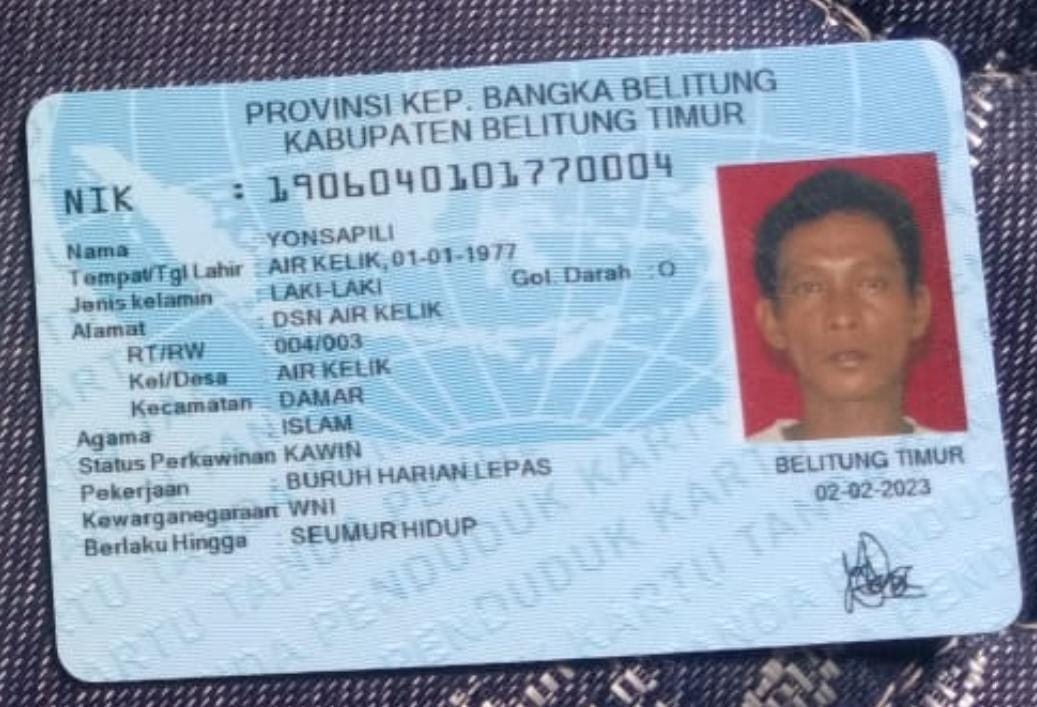 PROVINSI KEP. BANGKA BELITUNG
KABUPATEN BELITUNG TIMUR
NIK : 1906040101770004
Nama : YONSAPILI
Tempat/Tgl Lahir : AIR KELIK, 01-01-1977
Jenis kelamin : LAKI-LAKI Gol. Darah : O
Alamat : DSN AIR KELIK
RT/RW : 004/003
Kel/Desa : AIR KELIK
Kecamatan : DAMAR
Agama : ISLAM
Status Perkawinan KAWIN
Pekerjaan : BURUH HARIAN LEPAS
Kewarganegaraan WNI
Berlaku Hingga : SEUMUR HIDUP
BELITUNG TIMUR
02-02-2023